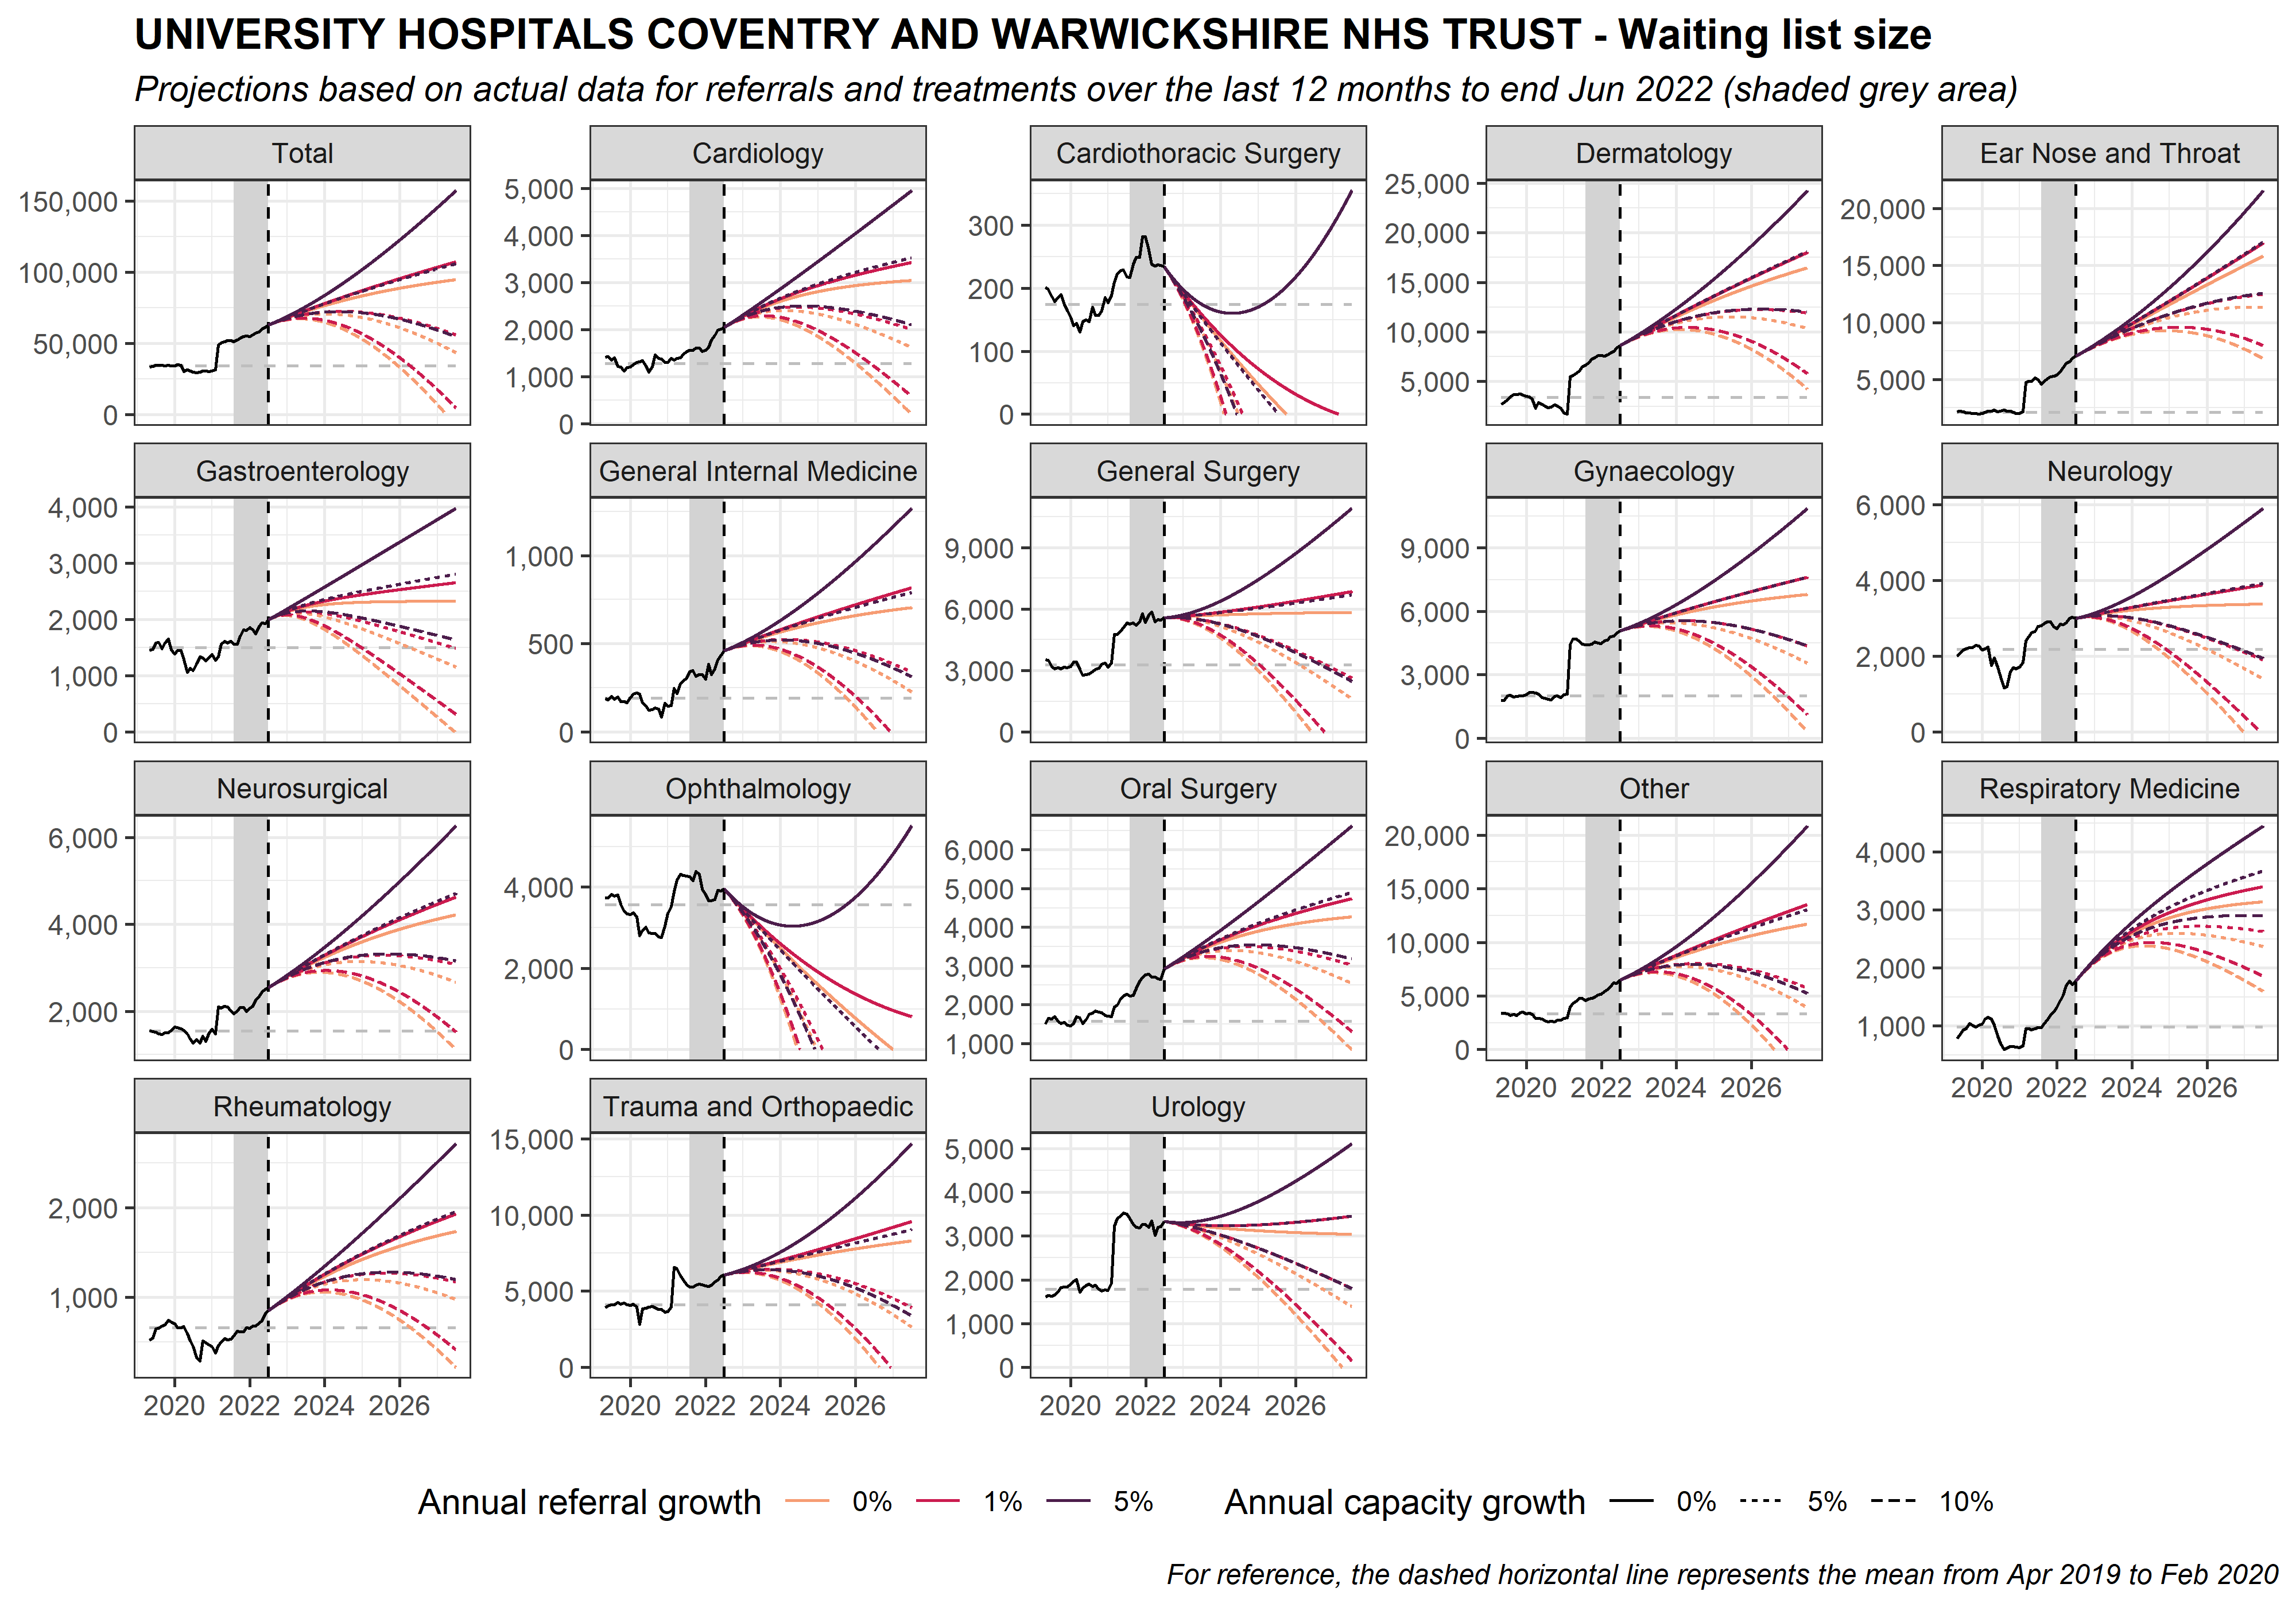 UNIVERSITY HOSPITALS COVENTRY AND WARWICKSHIRE NHS TRUST - Waiting list size
Projections based on actual data for referrals and treatments over the last 12 months to end Jun 2022 (shaded grey area)
Total
150,000
100,000
50,000
0
Cardiology
5,000
4,000
3,000
2,000
1,000
0
Cardiothoracic Surgery
300
200
100
0
Dermatology
25,000
20,000
15,000
10,000
5,000
Ear Nose and Throat
20,000
15,000
10,000
5,000
Gastroenterology
4,000
3,000
2,000
1,000
0
General Internal Medicine
1,000
500
0
General Surgery
9,000
6,000
3,000
0
Gynaecology
9,000
6,000
3,000
0
Neurology
6,000
4,000
2,000
0
Neurosurgical
6,000
4,000
2,000
Ophthalmology
4,000
2,000
0
Oral Surgery
6,000
5,000
4,000
3,000
2,000
1,000
Other
20,000
15,000
10,000
5,000
0
2020 2022 2024 2026
Respiratory Medicine
4,000
3,000
2,000
1,000
2020 2022 2024 2026
Rheumatology
2,000
1,000
2020 2022 2024 2026
Trauma and Orthopaedic
15,000
10,000
5,000
0
2020 2022 2024 2026
Urology
5,000
4,000
3,000
2,000
1,000
0
2020 2022 2024 2026
Annual referral growth 0% 1% 5% Annual capacity growth 0% 5% 10%
For reference, the dashed horizontal line represents the mean from Apr 2019 to Feb 2020